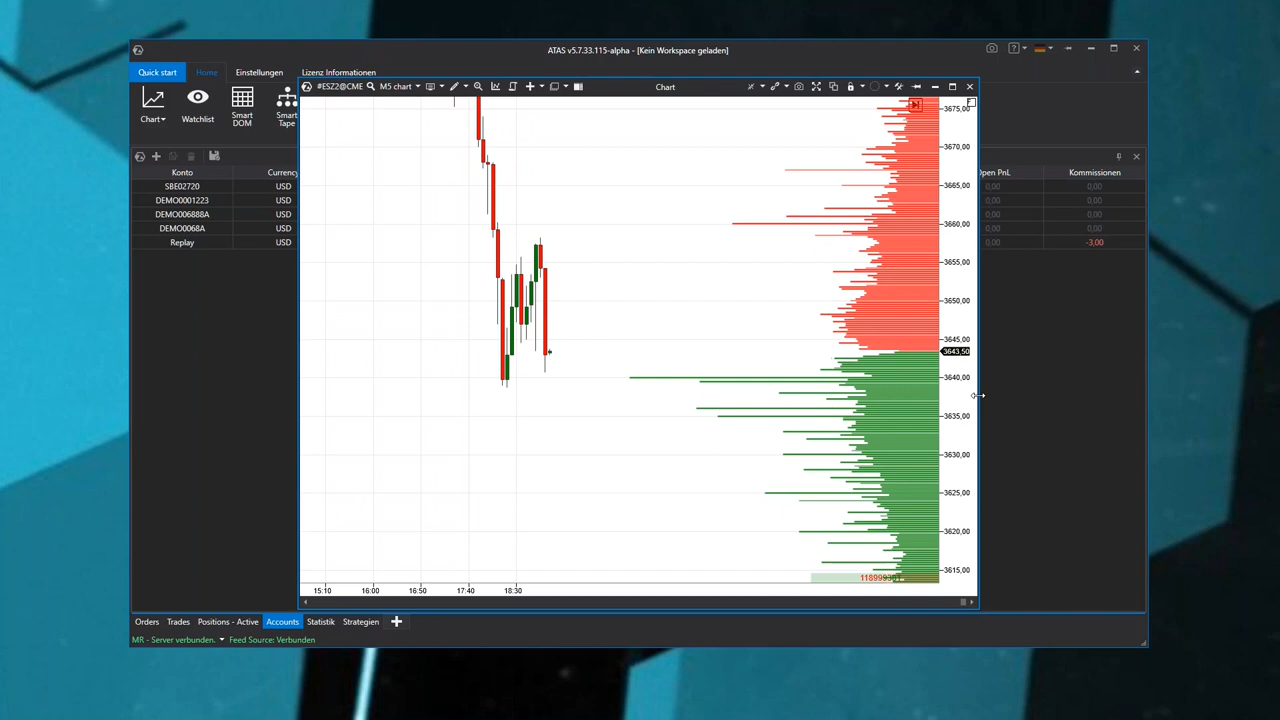 ATAS v5.7.33.115-alpha - [Kein Workspace geladen]
Quick start Home Einstellungen Lizenz Informationen
Chart Watchlist Smart DOM Smart Tape
#ESZ2@CME M5 chart Chart
Konto Currency Open PnL Kommissionen
SBE02720 USD 0,00 0,00
DEMO0001223 USD 0,00 0,00
DEMO006888A USD 0,00 0,00
DEMO0068A USD 0,00 0,00
Replay USD 0,00 -3,00
3675,00
3670,00
3665,00
3660,00
3655,00
3650,00
3645,00
3643,50
3640,00
3635,00
3630,00
3625,00
3620,00
3615,00
15:10 16:00 16:50 17:40 18:30
Orders Trades Positions - Active Accounts Statistik Strategien
MR - Server verbunden. Feed Source: Verbunden